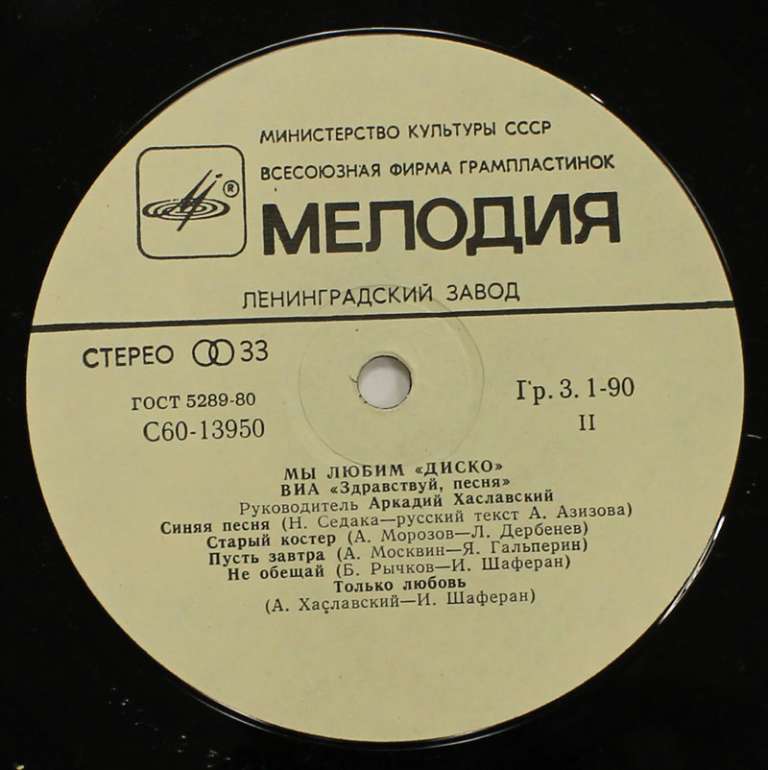 МИНИСТЕРСТВО КУЛЬТУРЫ СССР
ВСЕСОЮЗНАЯ ФИРМА ГРАМПЛАСТИНОК
®
МЕЛОДИЯ
ЛЕНИНГРАДСКИЙ ЗАВОД
СТЕРЕО 33
ГОСТ 5289-80
С60-13950
Гр. 3. 1-90
II
МЫ ЛЮБИМ «ДИСКО»
ВИА «Здравствуй, песня»
Руководитель Аркадий Хаславский
Синяя песня (Н. Седака—русский текст А. Азизова)
Старый костер (А. Морозов—Л. Дербенев)
Пусть завтра (А. Москвин—Я. Гальперин)
Не обещай (Б. Рычков—И. Шаферан)
Только любовь
(А. Хаславский—И. Шаферан)